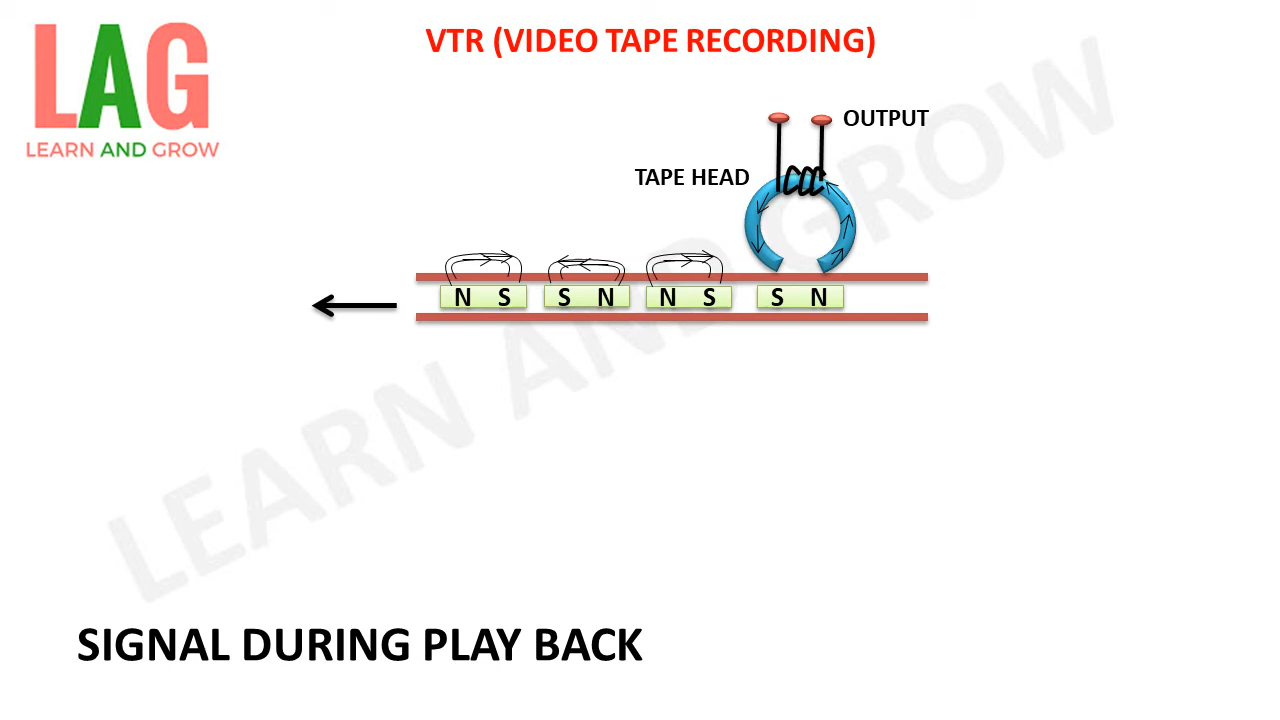 LAG
LEARN AND GROW
VTR (VIDEO TAPE RECORDING)
OUTPUT
TAPE HEAD
N S S N N S S N
LEARN AND GROW
SIGNAL DURING PLAY BACK